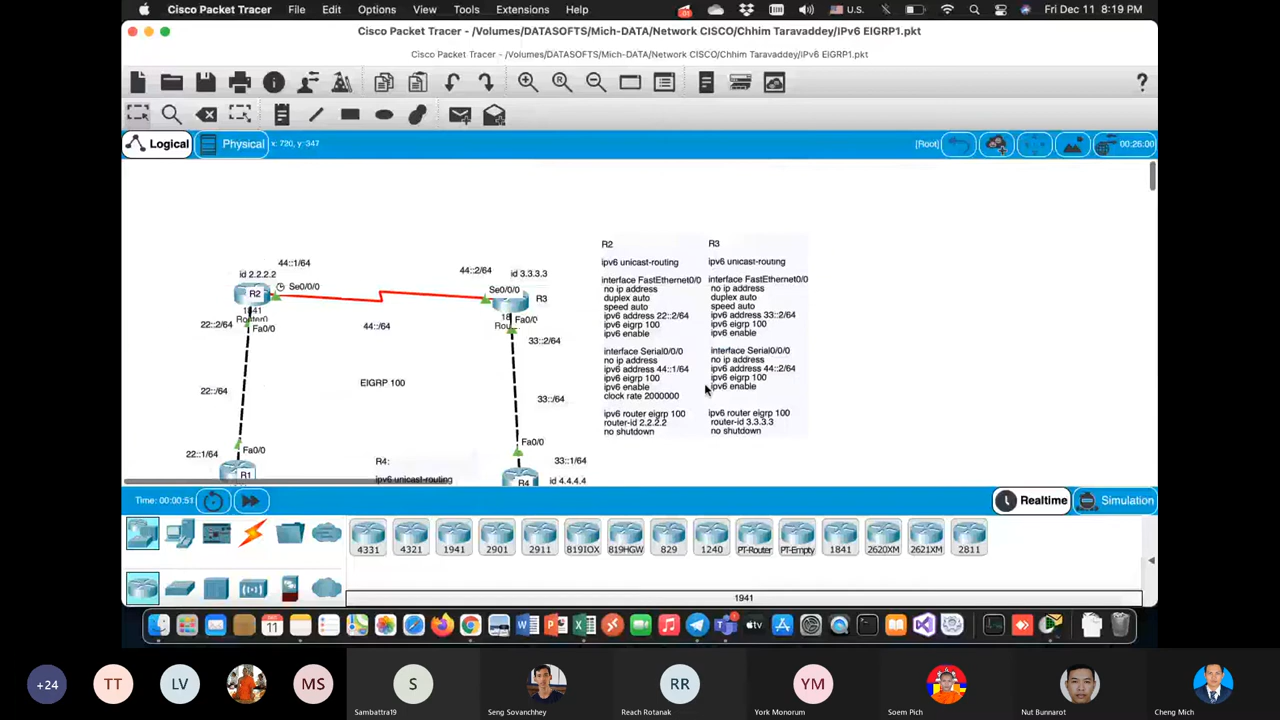 Cisco Packet Tracer File Edit Options View Tools Extensions Help U.S. Fri Dec 11 8:19 PM
Cisco Packet Tracer - /Volumes/DATASOFTS/Mich-DATA/Network CISCO/Chhim Taravaddey/IPv6 EIGRP1.pkt
Cisco Packet Tracer - /Volumes/DATASOFTS/Mich-DATA/Network CISCO/Chhim Taravaddey/IPv6 EIGRP1.pkt
Logical Physical x: 720, y: 347 [Root] 00:26:00
44::1/64
id 2.2.2.2
R2
Se0/0/0
1841
22::2/64
Fa0/0
44::/64
44::2/64
id 3.3.3.3
Se0/0/0
R3
Fa0/0
33::2/64
22::/64
EIGRP 100
33::/64
Fa0/0
22::1/64
R1
Fa0/0
33::1/64
id 4.4.4.4
R4
R4:
ipv6 unicast-routing
R2
ipv6 unicast-routing
interface FastEthernet0/0
no ip address
duplex auto
speed auto
ipv6 address 22::2/64
ipv6 eigrp 100
ipv6 enable
interface Serial0/0/0
no ip address
ipv6 address 44::1/64
ipv6 eigrp 100
ipv6 enable
clock rate 2000000
ipv6 router eigrp 100
router-id 2.2.2.2
no shutdown
R3
ipv6 unicast-routing
interface FastEthernet0/0
no ip address
duplex auto
speed auto
ipv6 address 33::2/64
ipv6 eigrp 100
ipv6 enable
interface Serial0/0/0
no ip address
ipv6 address 44::2/64
ipv6 eigrp 100
ipv6 enable
ipv6 router eigrp 100
router-id 3.3.3.3
no shutdown
Time: 00:00:51 Realtime Simulation
4331 4321 1941 2901 2911 819IOX 819HGW 829 1240 PT-Router PT-Empty 1841 2620XM 2621XM 2811
1941
+24 TT LV MS S RR YM
Sambattra19 Seng Sovanchhey Reach Rotanak York Monorum Soem Pich Nut Bunnarot Cheng Mich